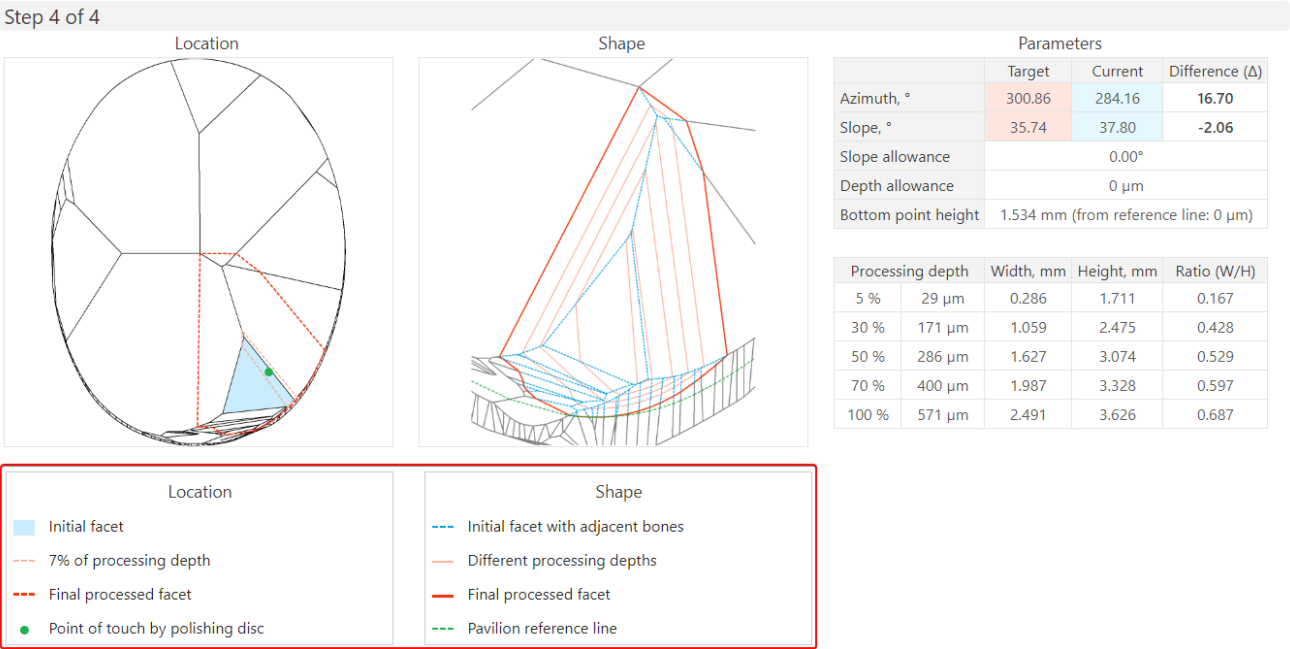 Step 4 of 4
Location
Shape
Parameters
Target Current Difference (Δ)
Azimuth, ° 300.86 284.16 16.70
Slope, ° 35.74 37.80 -2.06
Slope allowance 0.00°
Depth allowance 0 µm
Bottom point height 1.534 mm (from reference line: 0 µm)
Processing depth Width, mm Height, mm Ratio (W/H)
5 % 29 µm 0.286 1.711 0.167
30 % 171 µm 1.059 2.475 0.428
50 % 286 µm 1.627 3.074 0.529
70 % 400 µm 1.987 3.328 0.597
100 % 571 µm 2.491 3.626 0.687
Location
Initial facet
7% of processing depth
Final processed facet
Point of touch by polishing disc
Shape
Initial facet with adjacent bones
Different processing depths
Final processed facet
Pavilion reference line